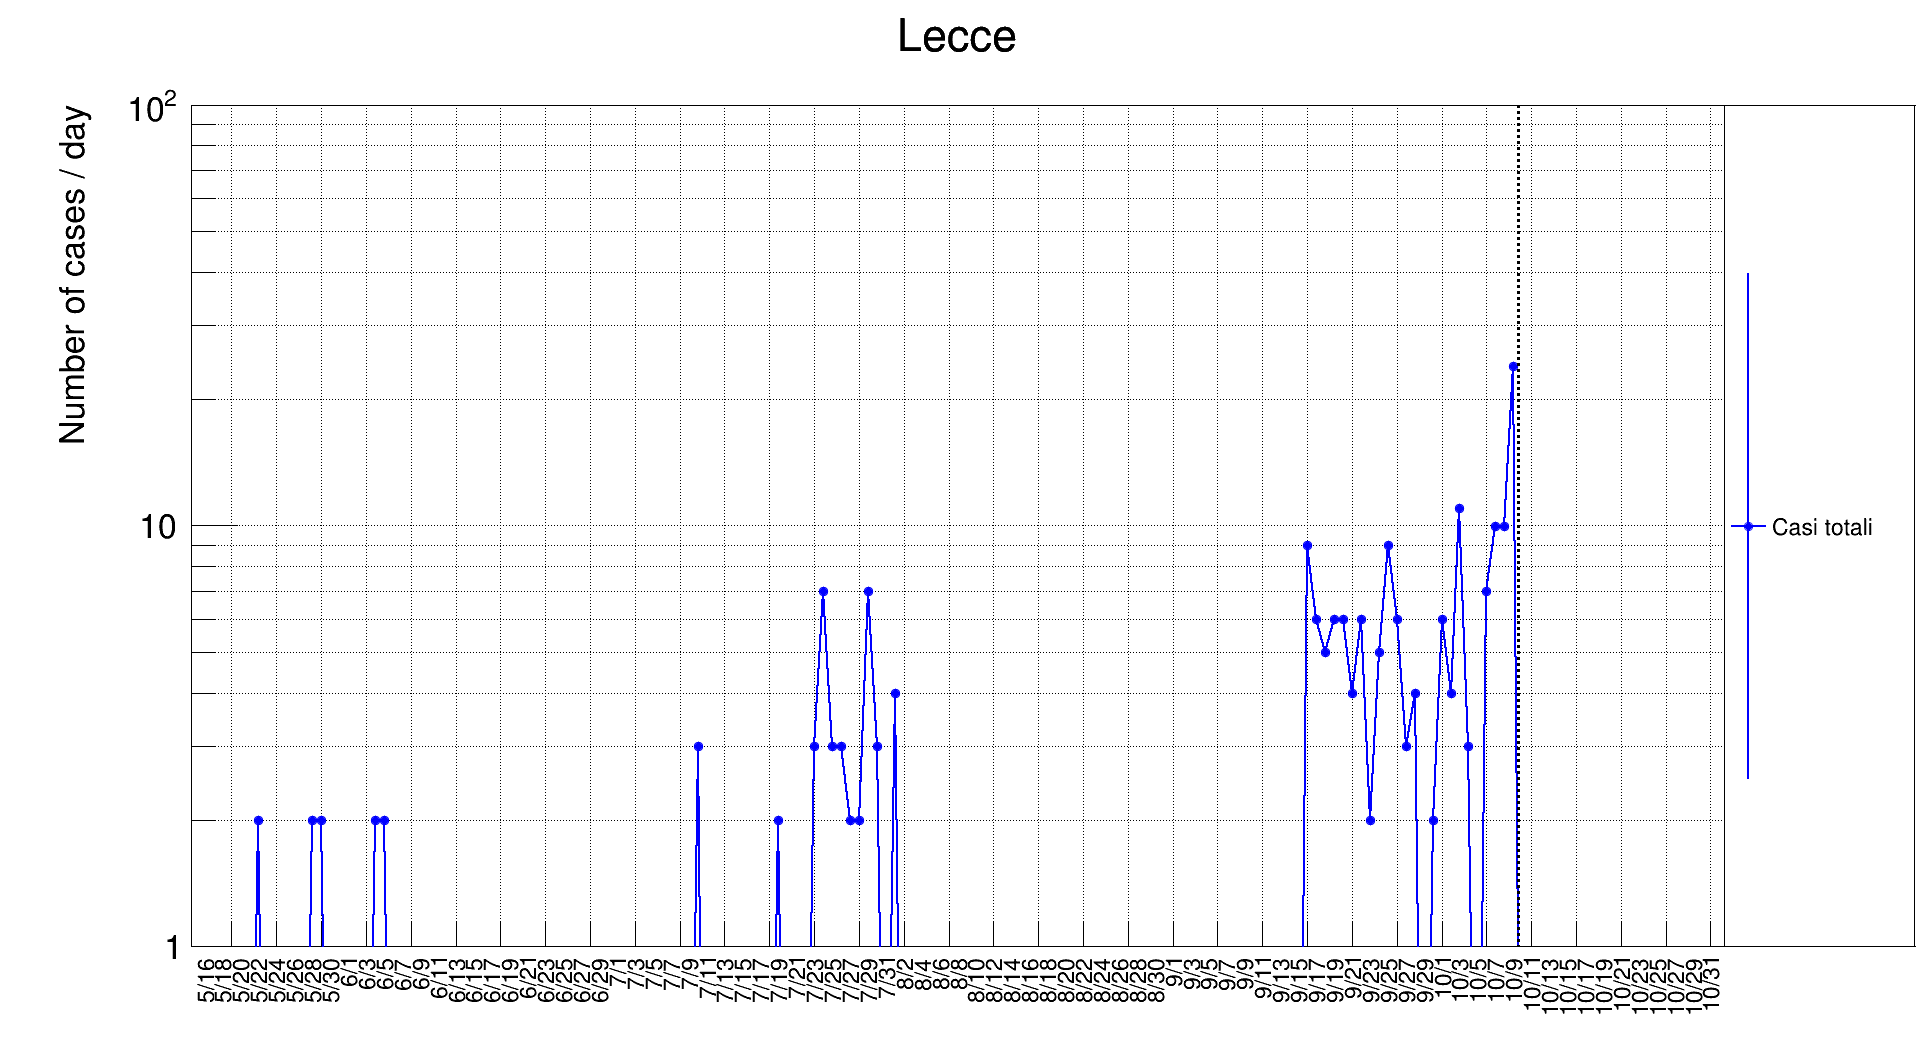 Lecce
Number of cases / day
10²
10
1
5/16 5/18 5/20 5/22 5/24 5/26 5/28 5/30 6/1 6/3 6/5 6/7 6/9 6/11 6/13 6/15 6/17 6/19 6/21 6/23 6/25 6/27 6/29 7/1 7/3 7/5 7/7 7/9 7/11 7/13 7/15 7/17 7/19 7/21 7/23 7/25 7/27 7/29 7/31 8/2 8/4 8/6 8/8 8/10 8/12 8/14 8/16 8/18 8/20 8/22 8/24 8/26 8/28 8/30 9/1 9/3 9/5 9/7 9/9 9/11 9/13 9/15 9/17 9/19 9/21 9/23 9/25 9/27 9/29 10/1 10/3 10/5 10/7 10/9 10/11 10/13 10/15 10/17 10/19 10/21 10/23 10/25 10/27 10/29 10/31
Casi totali